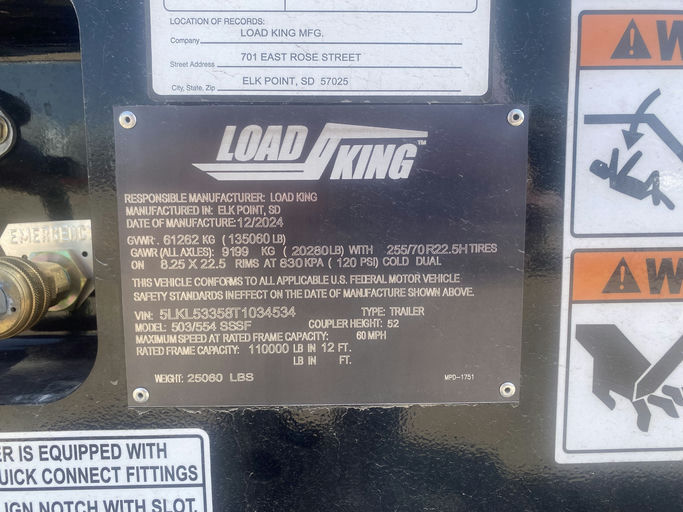 LOCATION OF RECORDS:
Company LOAD KING MFG.
Street Address 701 EAST ROSE STREET
City, State, Zip ELK POINT, SD 57025
LOAD KING™
RESPONSIBLE MANUFACTURER: LOAD KING
MANUFACTURED IN: ELK POINT, SD
DATE OF MANUFACTURE: 12/2024
GVWR: 61262 KG ( 135060 LB)
GAWR (ALL AXLES): 9199 KG ( 20280 LB) WITH 255/70 R22.5H TIRES
ON 8.25 X 22.5 RIMS AT 830 KPA ( 120 PSI) COLD DUAL
THIS VEHICLE CONFORMS TO ALL APPLICABLE U.S. FEDERAL MOTOR VEHICLE
SAFETY STANDARDS IN EFFECT ON THE DATE OF MANUFACTURE SHOWN ABOVE.
VIN: 5LKL53358T1034534 TYPE: TRAILER
MODEL: 503/554 SSSF COUPLER HEIGHT: 52
MAXIMUM SPEED AT RATED FRAME CAPACITY: 60 MPH
RATED FRAME CAPACITY: 110000 LB IN 12 FT.
LB IN FT.
WEIGHT: 25060 LBS MPD-1751
W
W
EMERGENC
ER IS EQUIPPED WITH
QUICK CONNECT FITTINGS
IGN NOTCH WITH SLOT.